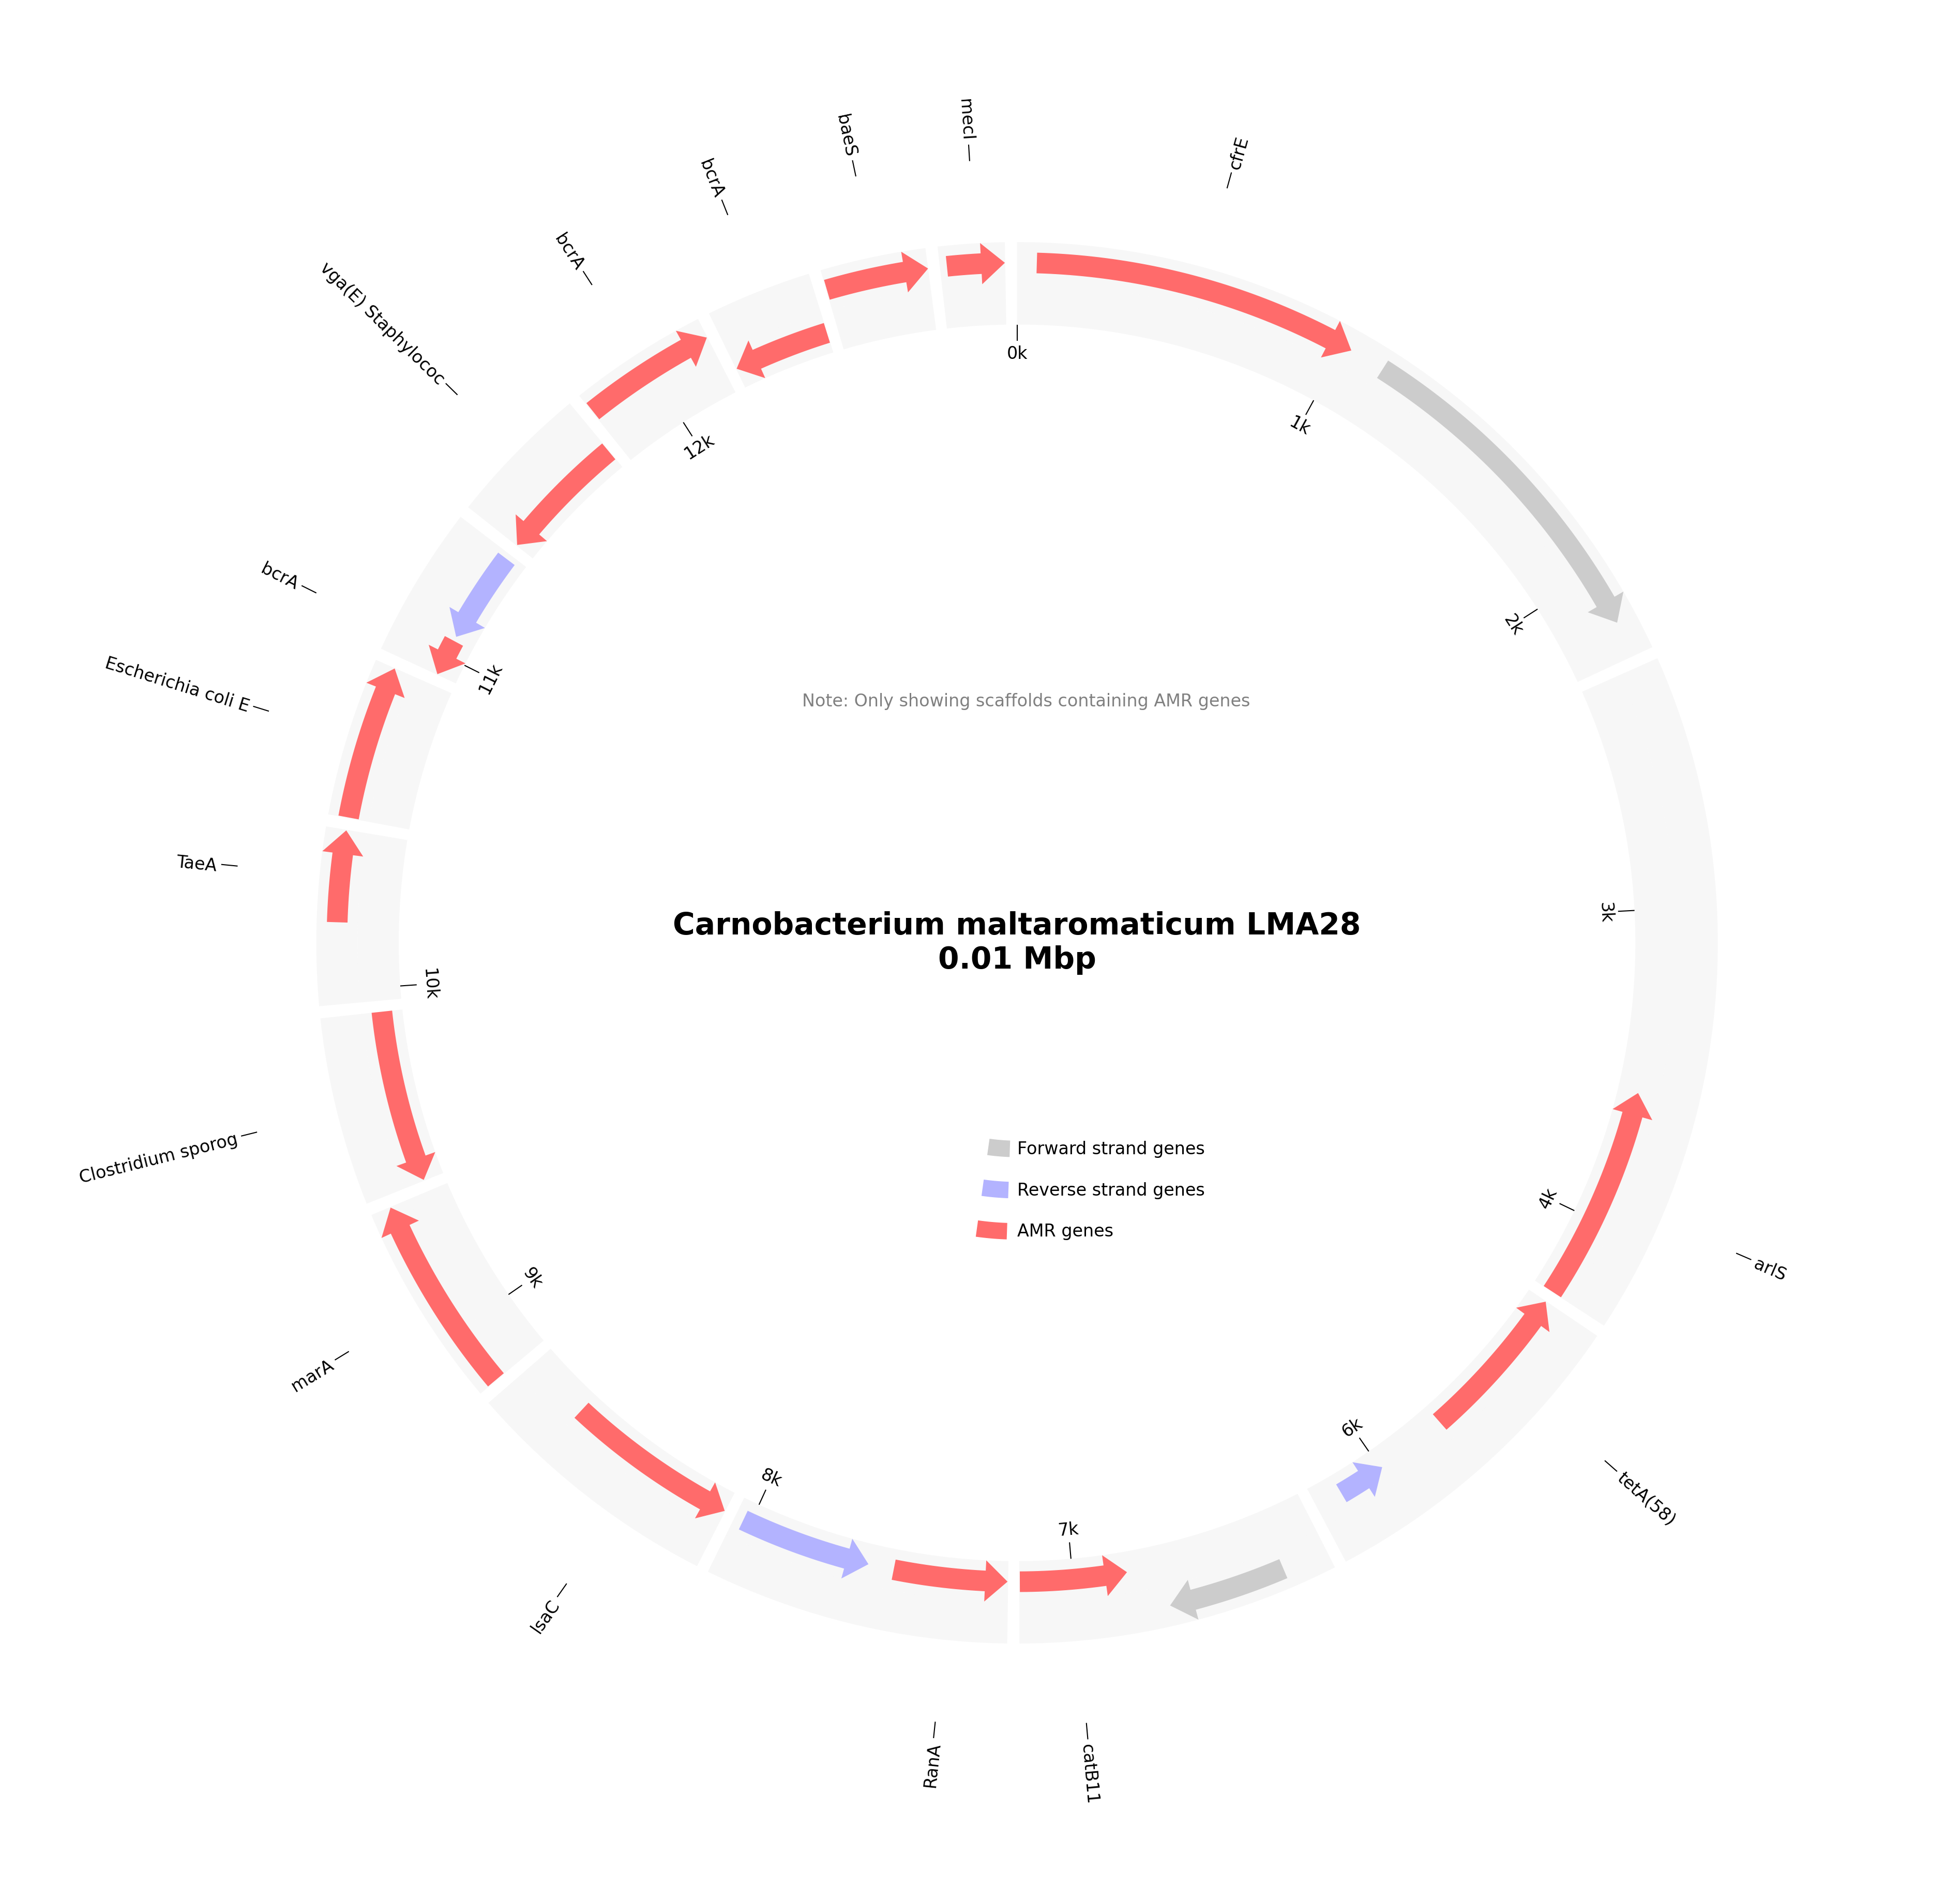 mecI
baeS
bcrA
bcrA
vga(E) Staphylococ
bcrA
Escherichia coli E
TaeA
Clostridium sporog
marA
lsaC
RanA
catB11
tetA(58)
arlS
cfrE
0k
1k
2k
3k
4k
6k
7k
8k
9k
10k
11k
12k
Note: Only showing scaffolds containing AMR genes
Carnobacterium maltaromaticum LMA28
0.01 Mbp
Forward strand genes
Reverse strand genes
AMR genes